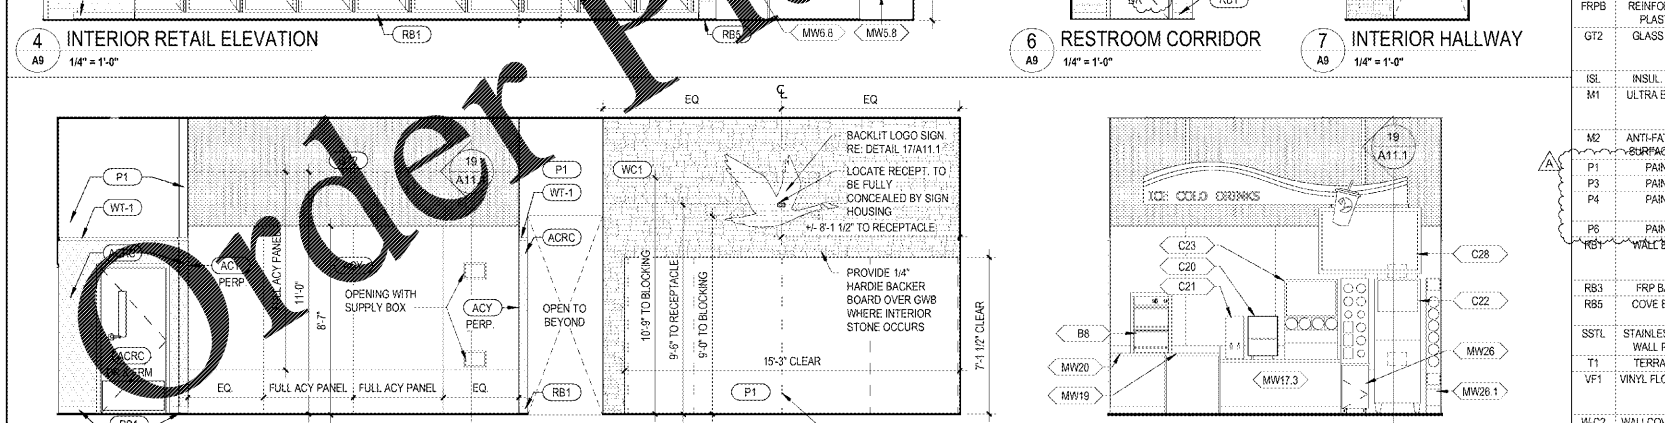 RB1
RB5
MW6.8
MW5.8
4
A9
INTERIOR RETAIL ELEVATION
1/4" = 1'-0"
6
A9
RESTROOM CORRIDOR
1/4" = 1'-0"
7
A9
INTERIOR HALLWAY
1/4" = 1'-0"
FRPB
GT2 GLASS
ISL INSUL.
M1
M2
P1
P3
P4
P6
RB1
RB3
RB5
SSTL
T1
VF1
A
Order
P1
WT-1
ACRC
ACY
PERP
FULL ACY PANEL
11'-0"
8'-7"
OPENING WITH
SUPPLY BOX
ACY
PERP.
19
A11.1
P1
WT-1
ACRC
OPEN TO
BEYOND
RB1
ACRC
EQ.
FULL ACY PANEL
FULL ACY PANEL
EQ.
EQ
CL
EQ
WC1
BACKLIT LOGO SIGN.
RE: DETAIL 17/A11.1
LOCATE RECEPT. TO
BE FULLY
CONCEALED BY SIGN
HOUSING
+/- 8'-1 1/2" TO RECEPTACLE
10'-9" TO BLOCKING
9'-6" TO RECEPTACLE
9'-0" TO BLOCKING
PROVIDE 1/4"
HARDIE BACKER
BOARD OVER GWB
WHERE INTERIOR
STONE OCCURS
15'-3" CLEAR
P1
7'-1 1/2" CLEAR
19
A11.1
ICE COLD DRINKS
C23
C20
C21
B8
MW20
MW19
MW17.3
C28
C22
MW26
MW26.1